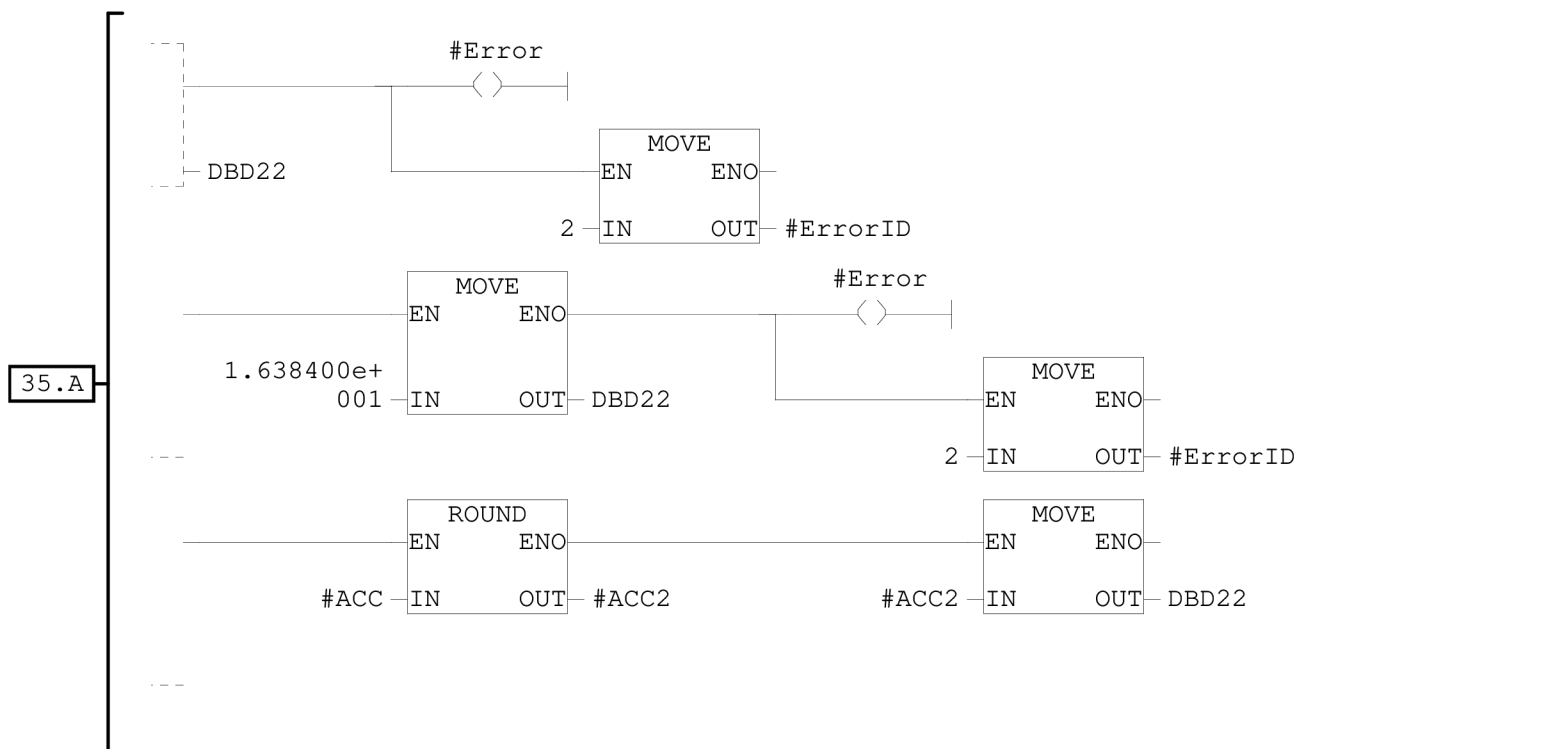 #Error
MOVE
DBD22
EN ENO
2 IN OUT #ErrorID
#Error
MOVE
EN ENO
1.638400e+
MOVE
35.A
001 IN OUT DBD22
EN ENO
2 IN OUT #ErrorID
ROUND MOVE
EN ENO EN ENO
#ACC IN OUT #ACC2 #ACC2 IN OUT DBD22